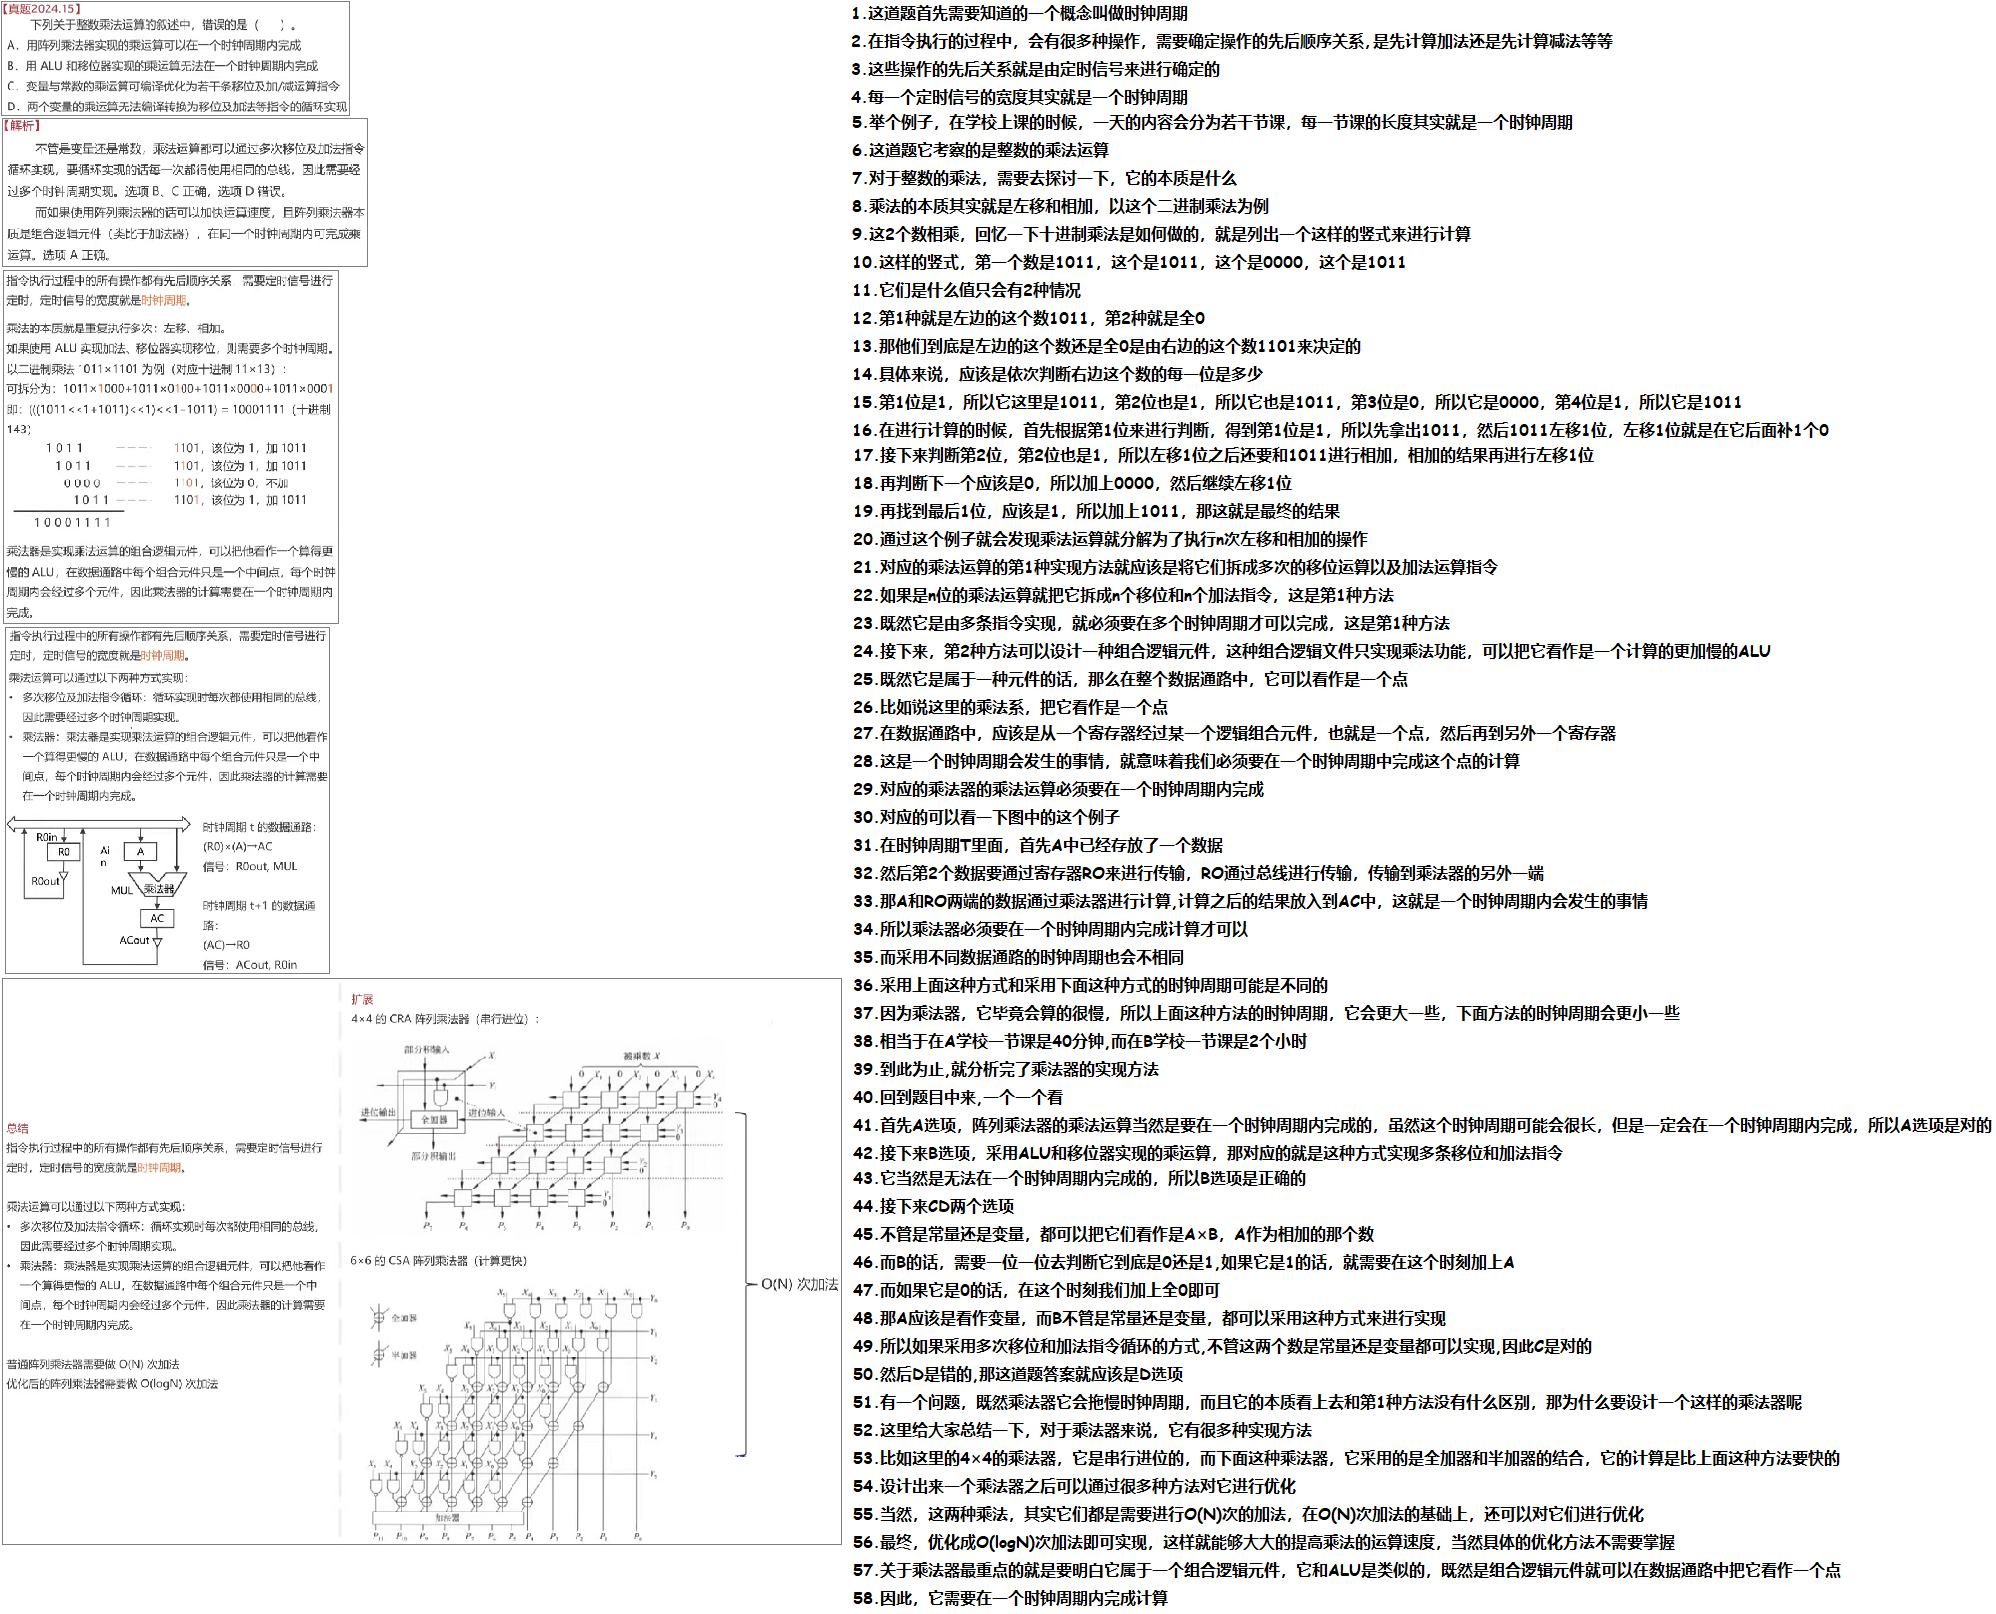 【真题2024.15】
下列关于整数乘法运算的叙述中，错误的是（　　）。
A．用阵列乘法器实现的乘运算可以在一个时钟周期内完成
B．用 ALU 和移位器实现的乘运算无法在一个时钟周期内完成
C．变量与常数的乘运算可编译优化为若干条移位及加/减运算指令
D．两个变量的乘运算无法编译转换为移位及加法等指令的循环实现
【解析】
不管是变量还是常数，乘法运算都可以通过多次移位及加法指令
循环实现，要循环实现的话每一次都得使用相同的总线，因此需要经
过多个时钟周期实现。选项 B、C 正确，选项 D 错误。
而如果使用阵列乘法器的话可以加快运算速度，且阵列乘法器本
质是组合逻辑元件（类比于加法器），在同一个时钟周期内可完成乘
运算。选项 A 正确。
指令执行过程中的所有操作都有先后顺序关系，需要定时信号进行
定时，定时信号的宽度就是时钟周期。
乘法的本质就是重复执行多次：左移、相加。
如果使用 ALU 实现加法、移位器实现移位，则需要多个时钟周期。
以二进制乘法 1011×1101 为例（对应十进制 11×13）：
可拆分为：1011×1000+1011×0100+1011×0000+1011×0001
即：(((1011<<1+1011)<<1)<<1+1011) = 10001111（十进制
143）
1 0 1 1 ---- 1101，该位为 1，加 1011
1 0 1 1 ---- 1101，该位为 1，加 1011
0 0 0 0 ---- 1101，该位为 0，不加
1 0 1 1 ---- 1101，该位为 1，加 1011
1 0 0 0 1 1 1 1
乘法器是实现乘法运算的组合逻辑元件，可以把他看作一个算得更
慢的 ALU，在数据通路中每个组合元件只是一个中间点，每个时钟
周期内会经过多个元件，因此乘法器的计算需要在一个时钟周期内
完成。
指令执行过程中的所有操作都有先后顺序关系，需要定时信号进行
定时，定时信号的宽度就是时钟周期。
乘法运算可以通过以下两种方式实现：
• 多次移位及加法指令循环：循环实现时每次都使用相同的总线，
因此需要经过多个时钟周期实现。
• 乘法器：乘法器是实现乘法运算的组合逻辑元件，可以把他看作
一个算得更慢的 ALU，在数据通路中每个组合元件只是一个中
间点，每个时钟周期内会经过多个元件，因此乘法器的计算需要
在一个时钟周期内完成。
R0in
R0
R0out
Ai
n
A
MUL
乘法器
AC
ACout
时钟周期 t 的数据通路：
(R0)×(A)→AC
信号：R0out, MUL
时钟周期 t+1 的数据通
路：
(AC)→R0
信号：ACout, R0in
总结
指令执行过程中的所有操作都有先后顺序关系，需要定时信号进行
定时，定时信号的宽度就是时钟周期。
乘法运算可以通过以下两种方式实现：
• 多次移位及加法指令循环：循环实现时每次都使用相同的总线，
因此需要经过多个时钟周期实现。
• 乘法器：乘法器是实现乘法运算的组合逻辑元件，可以把他看作
一个算得更慢的 ALU，在数据通路中每个组合元件只是一个中
间点，每个时钟周期内会经过多个元件，因此乘法器的计算需要
在一个时钟周期内完成。
普通阵列乘法器需要做 O(N) 次加法
优化后的阵列乘法器需要做 O(logN) 次加法
扩展
4×4 的 CRA 阵列乘法器（串行进位）：
部分积输入
进位输出
全加器
进位输入
部分积输出
被乘数 X
6×6 的 CSA 阵列乘法器（计算更快）
全加器
半加器
加法器
O(N) 次加法
1.这道题首先需要知道的一个概念叫做时钟周期
2.在指令执行的过程中，会有很多种操作，需要确定操作的先后顺序关系,是先计算加法还是先计算减法等等
3.这些操作的先后关系就是由定时信号来进行确定的
4.每一个定时信号的宽度其实就是一个时钟周期
5.举个例子，在学校上课的时候，一天的内容会分为若干节课，每一节课的长度其实就是一个时钟周期
6.这道题它考察的是整数的乘法运算
7.对于整数的乘法，需要去探讨一下，它的本质是什么
8.乘法的本质其实就是左移和相加，以这个二进制乘法为例
9.这2个数相乘，回忆一下十进制乘法是如何做的，就是列出一个这样的竖式来进行计算
10.这样的竖式，第一个数是1011，这个是1011，这个是0000，这个是1011
11.它们是什么值只会有2种情况
12.第1种就是左边的这个数1011，第2种就是全0
13.那他们到底是左边的这个数还是全0是由右边的这个数1101来决定的
14.具体来说，应该是依次判断右边这个数的每一位是多少
15.第1位是1，所以它这里是1011，第2位也是1，所以它也是1011，第3位是0，所以它是0000，第4位是1，所以它是1011
16.在进行计算的时候，首先根据第1位来进行判断，得到第1位是1，所以先拿出1011，然后1011左移1位，左移1位就是在它后面补1个0
17.接下来判断第2位，第2位也是1，所以左移1位之后还要和1011进行相加，相加的结果再进行左移1位
18.再判断下一个应该是0，所以加上0000，然后继续左移1位
19.再找到最后1位，应该是1，所以加上1011，那这就是最终的结果
20.通过这个例子就会发现乘法运算就分解为了执行n次左移和相加的操作
21.对应的乘法运算的第1种实现方法就应该是将它们拆成多次的移位运算以及加法运算指令
22.如果是n位的乘法运算就把它拆成n个移位和n个加法指令，这是第1种方法
23.既然它是由多条指令实现，就必须要在多个时钟周期才可以完成，这是第1种方法
24.接下来，第2种方法可以设计一种组合逻辑元件，这种组合逻辑文件只实现乘法功能，可以把它看作是一个计算的更加慢的ALU
25.既然它是属于一种元件的话，那么在整个数据通路中，它可以看作是一个点
26.比如说这里的乘法系，把它看作是一个点
27.在数据通路中，应该是从一个寄存器经过某一个逻辑组合元件，也就是一个点，然后再到另外一个寄存器
28.这是一个时钟周期会发生的事情，就意味着我们必须要在一个时钟周期中完成这个点的计算
29.对应的乘法器的乘法运算必须要在一个时钟周期内完成
30.对应的可以看一下图中的这个例子
31.在时钟周期T里面，首先A中已经存放了一个数据
32.然后第2个数据要通过寄存器RO来进行传输，RO通过总线进行传输，传输到乘法器的另外一端
33.那A和RO两端的数据通过乘法器进行计算,计算之后的结果放入到AC中，这就是一个时钟周期内会发生的事情
34.所以乘法器必须要在一个时钟周期内完成计算才可以
35.而采用不同数据通路的时钟周期也会不相同
36.采用上面这种方式和采用下面这种方式的时钟周期可能是不同的
37.因为乘法器，它毕竟会算的很慢，所以上面这种方法的时钟周期，它会更大一些，下面方法的时钟周期会更小一些
38.相当于在A学校一节课是40分钟,而在B学校一节课是2个小时
39.到此为止,就分析完了乘法器的实现方法
40.回到题目中来,一个一个看
41.首先A选项，阵列乘法器的乘法运算当然是要在一个时钟周期内完成的，虽然这个时钟周期可能会很长，但是一定会在一个时钟周期内完成，所以A选项是对的
42.接下来B选项，采用ALU和移位器实现的乘运算，那对应的就是这种方式实现多条移位和加法指令
43.它当然是无法在一个时钟周期内完成的，所以B选项是正确的
44.接下来CD两个选项
45.不管是常量还是变量，都可以把它们看作是A×B，A作为相加的那个数
46.而B的话，需要一位一位去判断它到底是0还是1,如果它是1的话，就需要在这个时刻加上A
47.而如果它是0的话，在这个时刻我们加上全0即可
48.那A应该是看作变量，而B不管是常量还是变量，都可以采用这种方式来进行实现
49.所以如果采用多次移位和加法指令循环的方式,不管这两个数是常量还是变量都可以实现,因此C是对的
50.然后D是错的,那这道题答案就应该是D选项
51.有一个问题，既然乘法器它会拖慢时钟周期，而且它的本质看上去和第1种方法没有什么区别，那为什么要设计一个这样的乘法器呢
52.这里给大家总结一下，对于乘法器来说，它有很多种实现方法
53.比如这里的4×4的乘法器，它是串行进位的，而下面这种乘法器，它采用的是全加器和半加器的结合，它的计算是比上面这种方法要快的
54.设计出来一个乘法器之后可以通过很多种方法对它进行优化
55.当然，这两种乘法，其实它们都是需要进行O(N)次的加法，在O(N)次加法的基础上，还可以对它们进行优化
56.最终，优化成O(logN)次加法即可实现，这样就能够大大的提高乘法的运算速度，当然具体的优化方法不需要掌握
57.关于乘法器最重点的就是要明白它属于一个组合逻辑元件，它和ALU是类似的，既然是组合逻辑元件就可以在数据通路中把它看作一个点
58.因此，它需要在一个时钟周期内完成计算